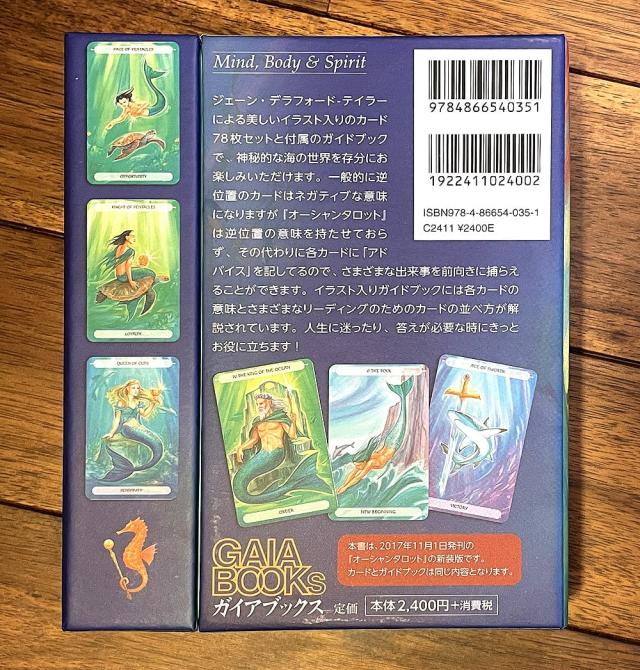 PAGE OF PENTACLES
OPPORTUNITY
KNIGHT OF PENTACLES
LOYALTY
QUEEN OF CUPS
SENSITIVITY
Mind, Body & Spirit
ジェーン・デラフォード-テイラー
による美しいイラスト入りのカード
78枚セットと付属のガイドブック
で、神秘的な海の世界を存分にお
楽しみいただけます。一般的に逆
位置のカードはネガティブな意味
になりますが『オーシャンタロット』
は逆位置の意味を持たせておら
ず、その代わりに各カードに「アド
バイス」を記してるので、さまざまな出来事を前向きに捕らえ
ることができます。イラスト入りガイドブックには各カードの
意味とさまざまなリーディングのためのカードの並べ方が解
説されています。人生に迷ったり、答えが必要な時にきっと
お役に立ちます！
9784866540351
1922411024002
ISBN978-4-86654-035-1
C2411 ¥2400E
IV THE KING OF THE OCEAN
ORDER
0 THE FOOL
NEW BEGINNING
ACE OF SWORDS
VICTORY
GAIA
BOOKS
ガイアブックス
定価
本体2,400円+消費税
本書は、2017年11月1日発刊の
『オーシャンタロット』の新装版です。
カードとガイドブックは同じ内容となります。